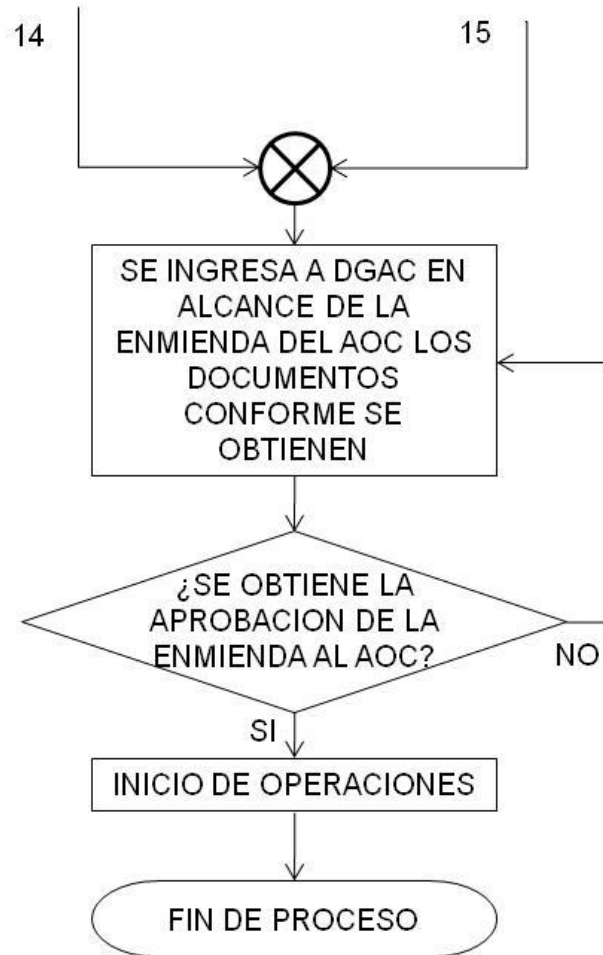 14
15
SE INGRESA A DGAC EN
ALCANCE DE LA
ENMIENDA DEL AOC LOS
DOCUMENTOS
CONFORME SE
OBTIENEN
¿SE OBTIENE LA
APROBACION DE LA
ENMIENDA AL AOC?
NO
SI
INICIO DE OPERACIONES
FIN DE PROCESO